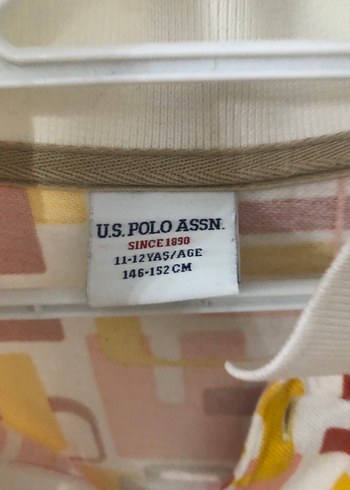 U.S. POLO ASSN.
SINCE 1890
11-12 YAŞ/AGE
146-152 CM